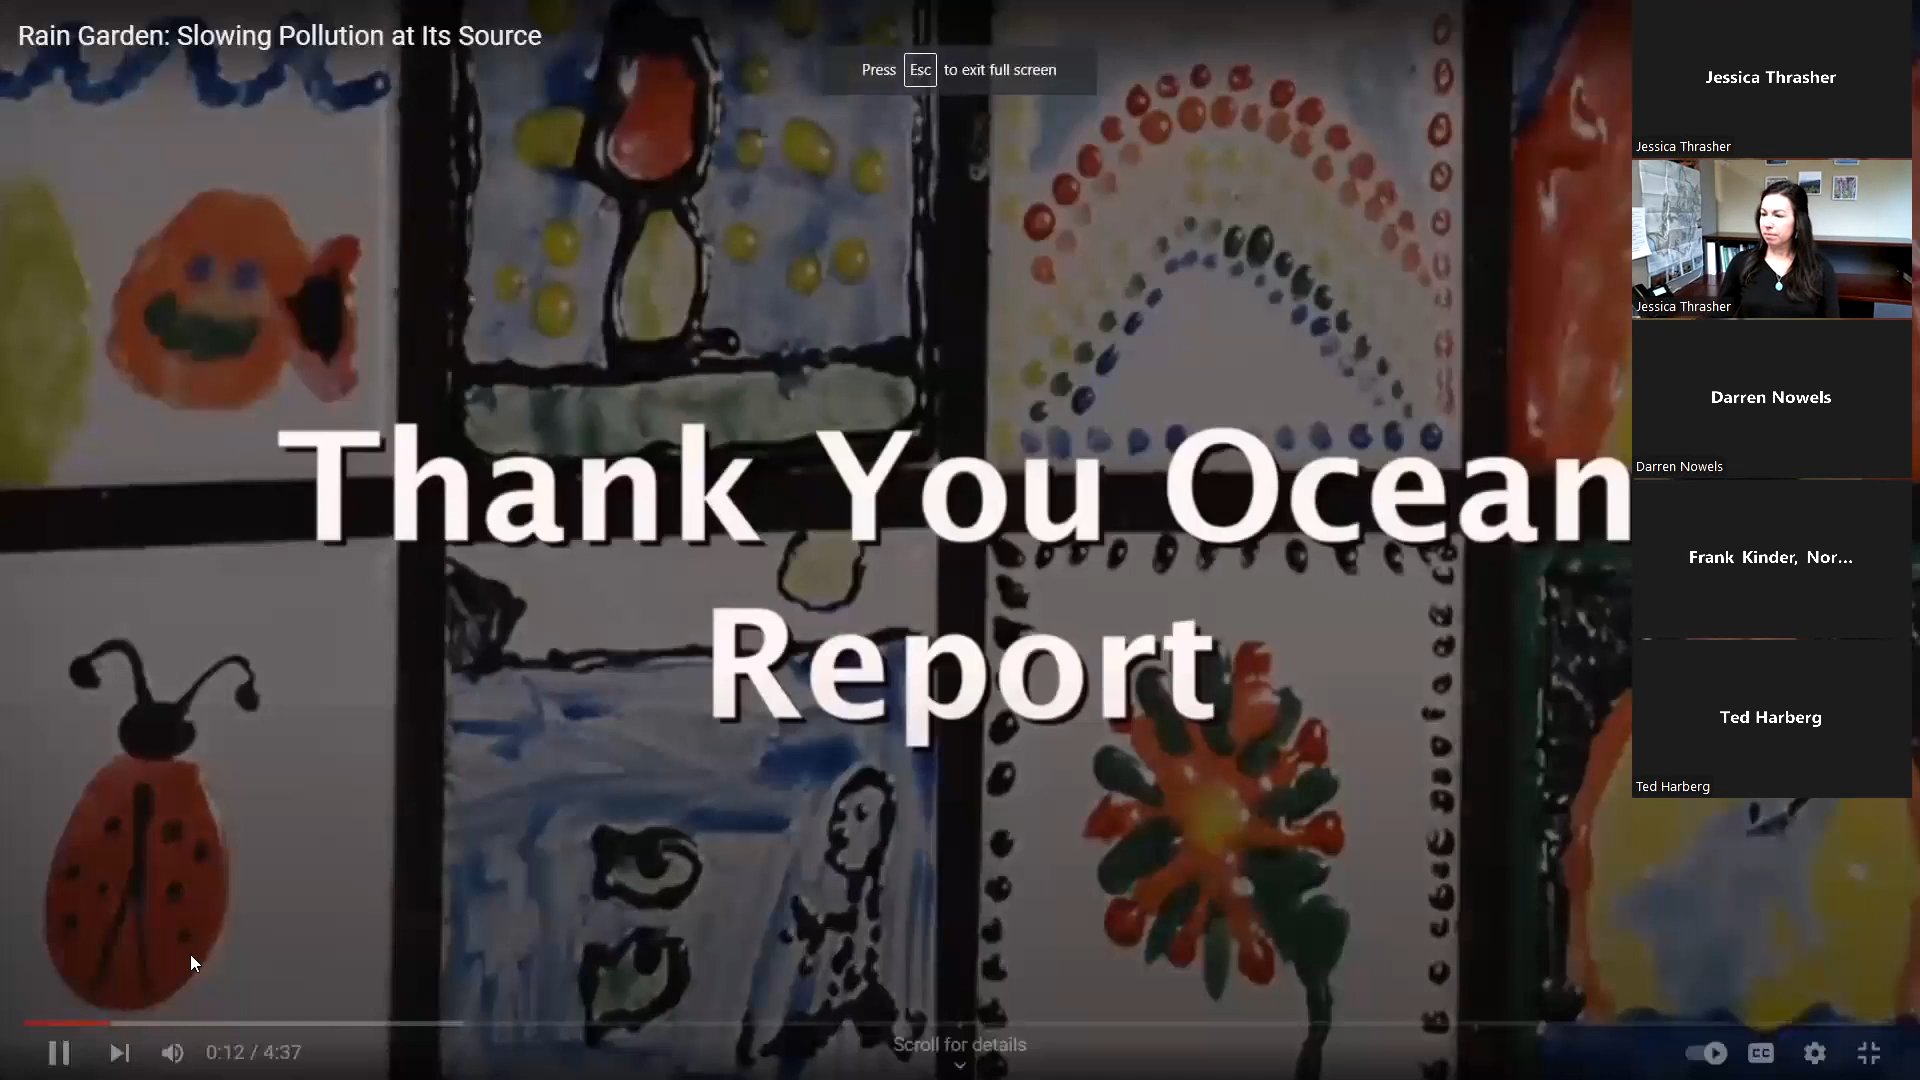 Rain Garden: Slowing Pollution at Its Source
Press Esc to exit full screen
Thank You Ocean
Report
Jessica Thrasher
Jessica Thrasher
Jessica Thrasher
Darren Nowels
Darren Nowels
Frank Kinder, Nor...
Ted Harberg
Ted Harberg
0:12 / 4:37
Scroll for details
CC